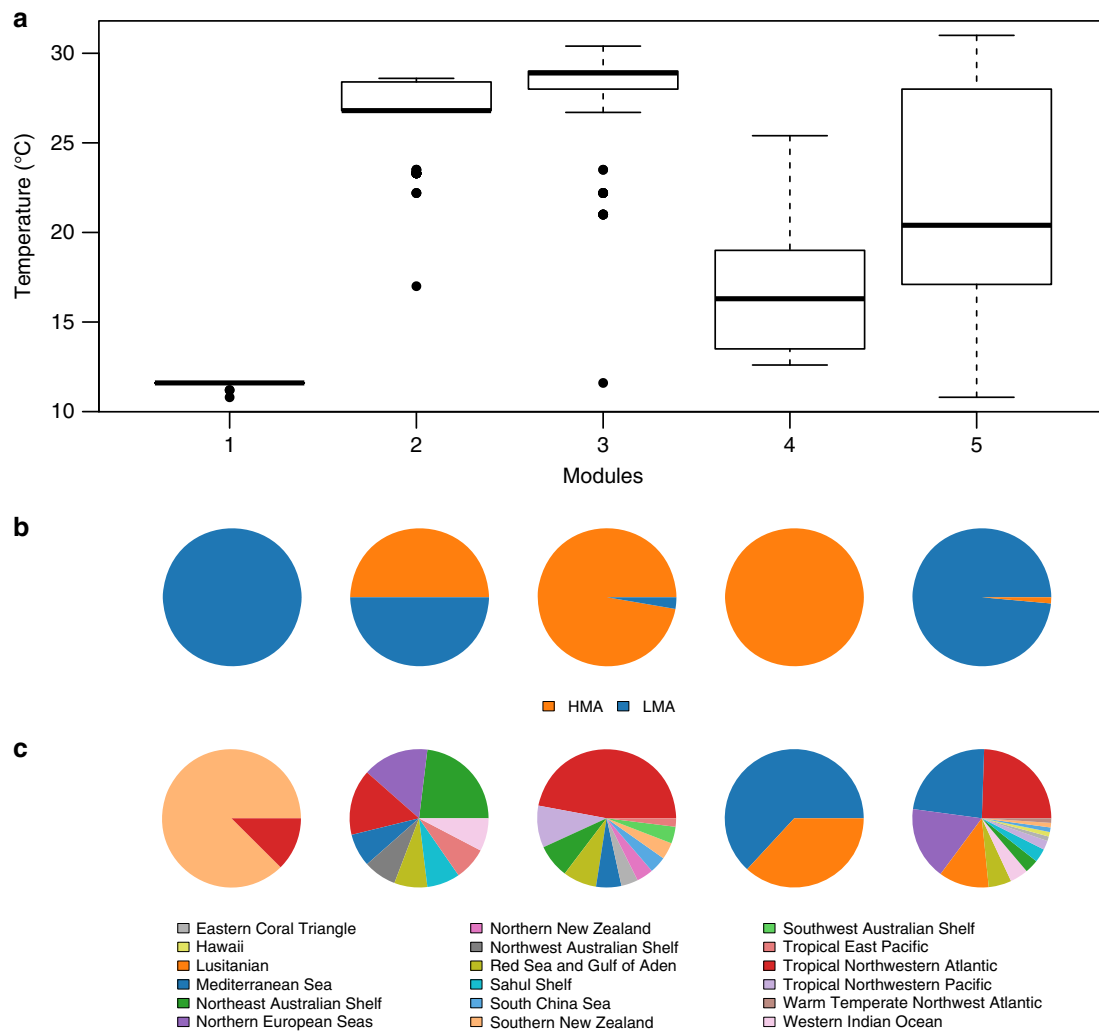 a
30
25
20
15
10
Temperature (°C)
1 2 3 4 5
Modules
b
HMA LMA
c
Eastern Coral Triangle
Hawaii
Lusitanian
Mediterranean Sea
Northeast Australian Shelf
Northern European Seas
Northern New Zealand
Northwest Australian Shelf
Red Sea and Gulf of Aden
Sahul Shelf
South China Sea
Southern New Zealand
Southwest Australian Shelf
Tropical East Pacific
Tropical Northwestern Atlantic
Tropical Northwestern Pacific
Warm Temperate Northwest Atlantic
Western Indian Ocean